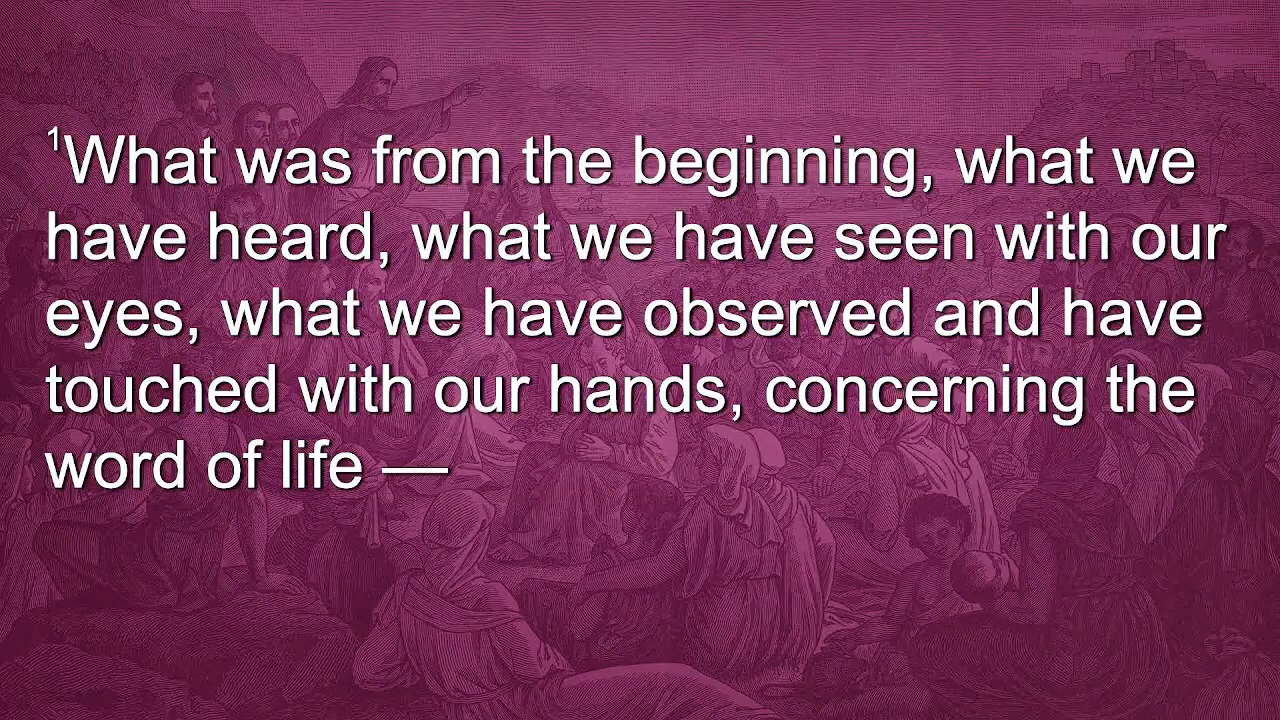 ¹What was from the beginning, what we
have heard, what we have seen with our
eyes, what we have observed and have
touched with our hands, concerning the
word of life —